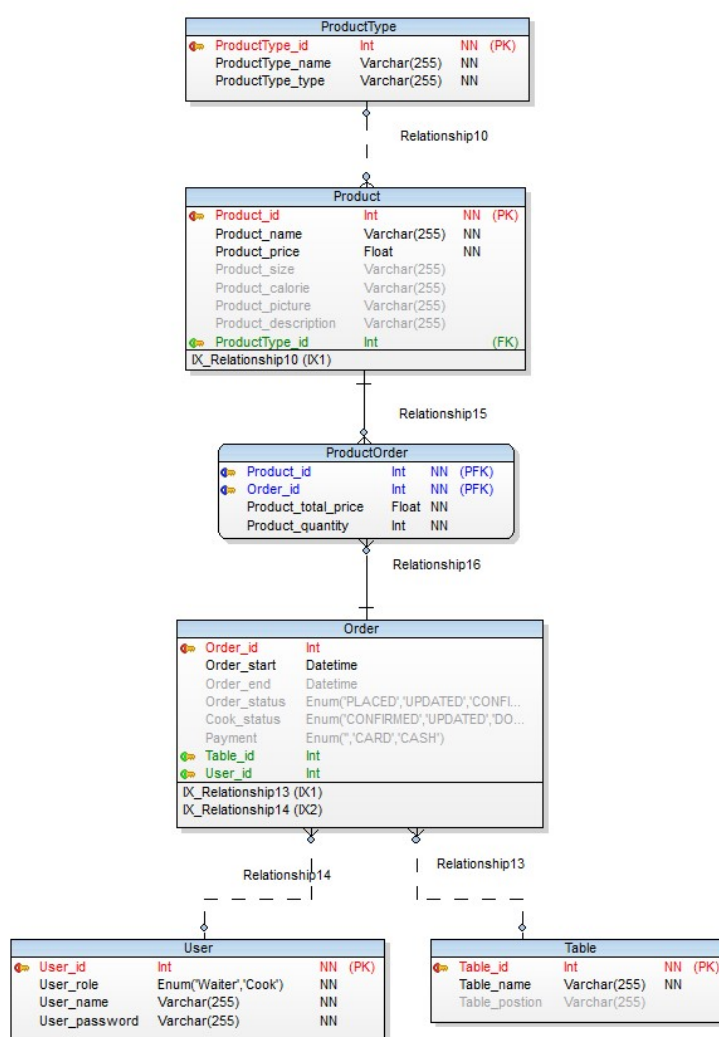 ProductType
ProductType_id Int NN (PK)
ProductType_name Varchar(255) NN
ProductType_type Varchar(255) NN
Relationship10
Product
Product_id Int NN (PK)
Product_name Varchar(255) NN
Product_price Float NN
Product_size Varchar(255)
Product_calorie Varchar(255)
Product_picture Varchar(255)
Product_description Varchar(255)
ProductType_id Int (FK)
IX_Relationship10 (IX1)
Relationship15
ProductOrder
Product_id Int NN (PFK)
Order_id Int NN (PFK)
Product_total_price Float NN
Product_quantity Int NN
Relationship16
Order
Order_id Int
Order_start Datetime
Order_end Datetime
Order_status Enum('PLACED','UPDATED','CONFI...
Cook_status Enum('CONFIRMED','UPDATED','DO...
Payment Enum('','CARD','CASH')
Table_id Int
User_id Int
IX_Relationship13 (IX1)
IX_Relationship14 (IX2)
Relationship14
Relationship13
User
User_id Int NN (PK)
User_role Enum('Waiter','Cook') NN
User_name Varchar(255) NN
User_password Varchar(255) NN
Table
Table_id Int NN (PK)
Table_name Varchar(255) NN
Table_postion Varchar(255)